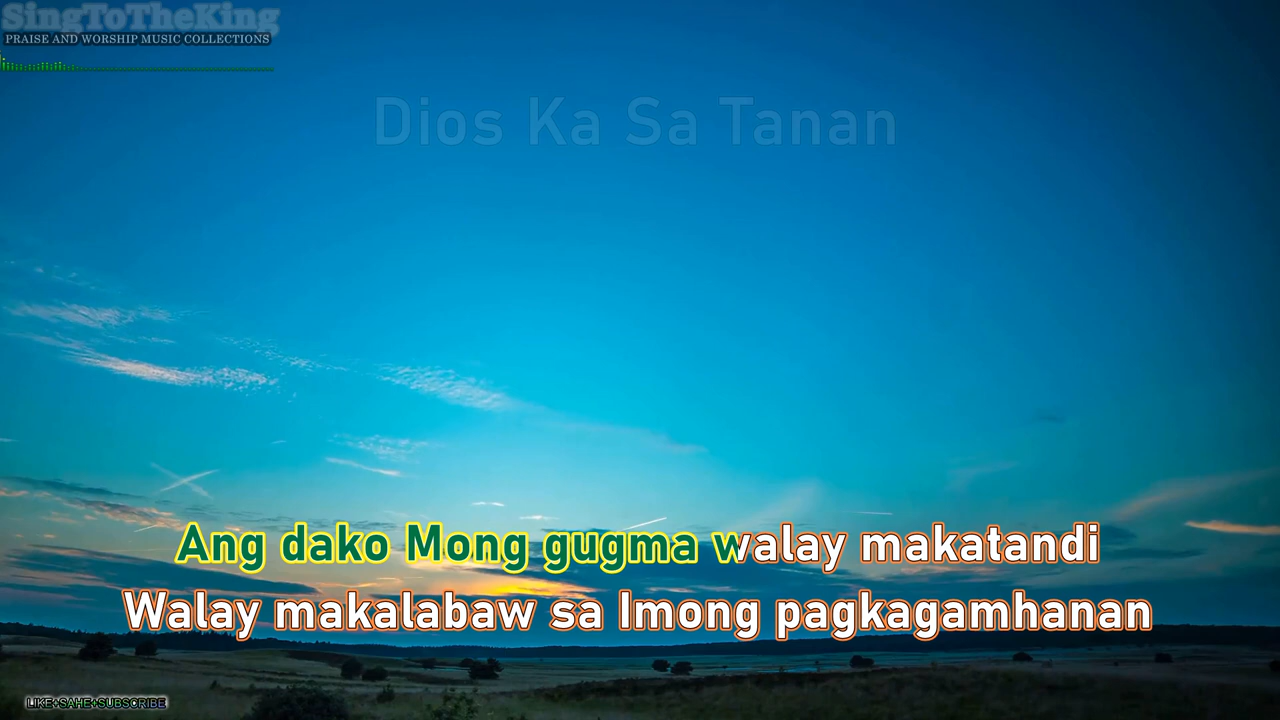 SingToTheKing
PRAISE AND WORSHIP MUSIC COLLECTIONS
Dios Ka Sa Tanan
Ang dako Mong gugma walay makatandi
Walay makalabaw sa Imong pagkagamhanan
LIKE+SAHE+SUBSCRIBE